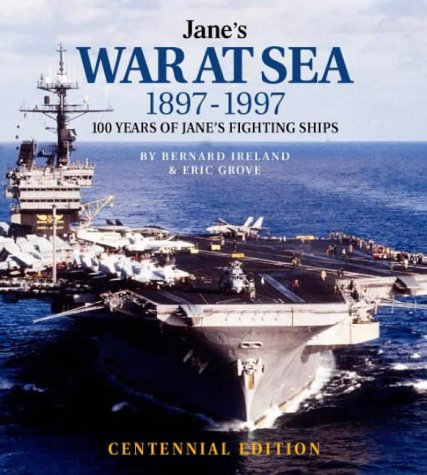 Jane's
WAR AT SEA
1897-1997
100 YEARS OF JANE'S FIGHTING SHIPS
BY BERNARD IRELAND
& ERIC GROVE
CENTENNIAL EDITION